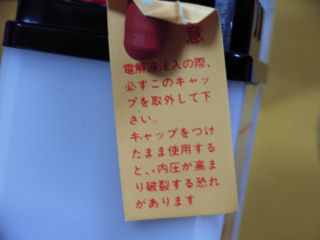 意
電解液注入の際、
必ずこのキャッ
プを取外して下
さい。
キャップをつけ
たまま使用する
と、内圧が高ま
り破裂する恐れ
があります